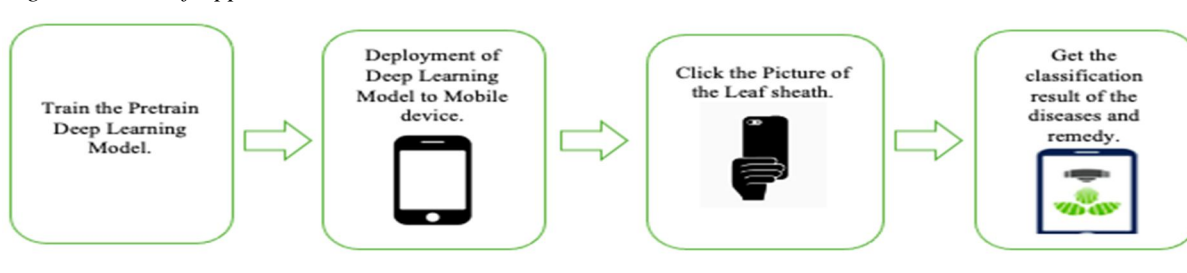 Train the Pretrain
Deep Learning
Model.
Deployment of
Deep Learning
Model to Mobile
device.
Click the Picture of
the Leaf sheath.
Get the
classification
result of the
diseases and
remedy.